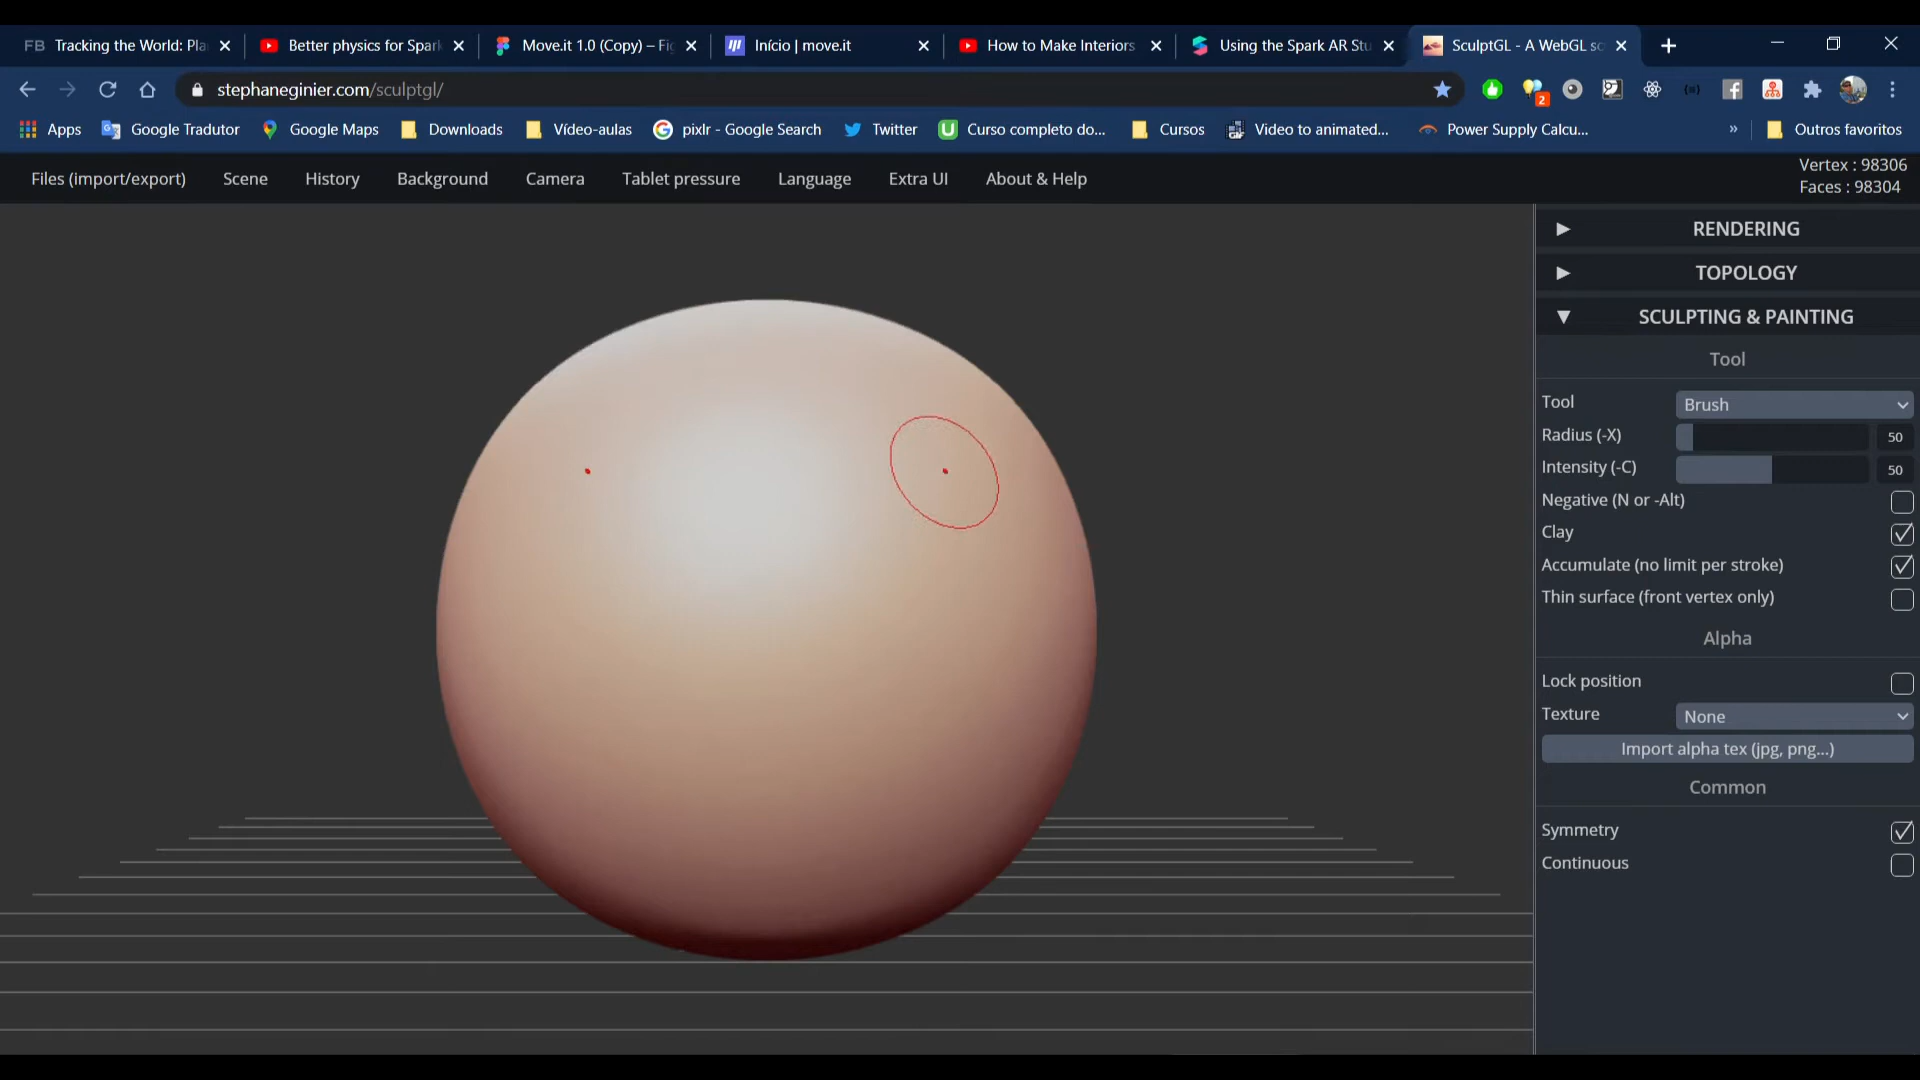 FB Tracking the World: Pla
Better physics for Spark
Move.it 1.0 (Copy) – Fig
Início | move.it
How to Make Interiors
Using the Spark AR Stu
SculptGL - A WebGL sc
stephaneginier.com/sculptgl/
2
Apps
Google Tradutor
Google Maps
Downloads
Vídeo-aulas
pixlr - Google Search
Twitter
Curso completo do...
Cursos
Video to animated...
Power Supply Calcu...
»
Outros favoritos
Files (import/export)
Scene
History
Background
Camera
Tablet pressure
Language
Extra UI
About & Help
Vertex : 98306
Faces : 98304
RENDERING
TOPOLOGY
SCULPTING & PAINTING
Tool
Tool Brush
Radius (-X) 50
Intensity (-C) 50
Negative (N or -Alt)
Clay
Accumulate (no limit per stroke)
Thin surface (front vertex only)
Alpha
Lock position
Texture None
Import alpha tex (jpg, png...)
Common
Symmetry
Continuous